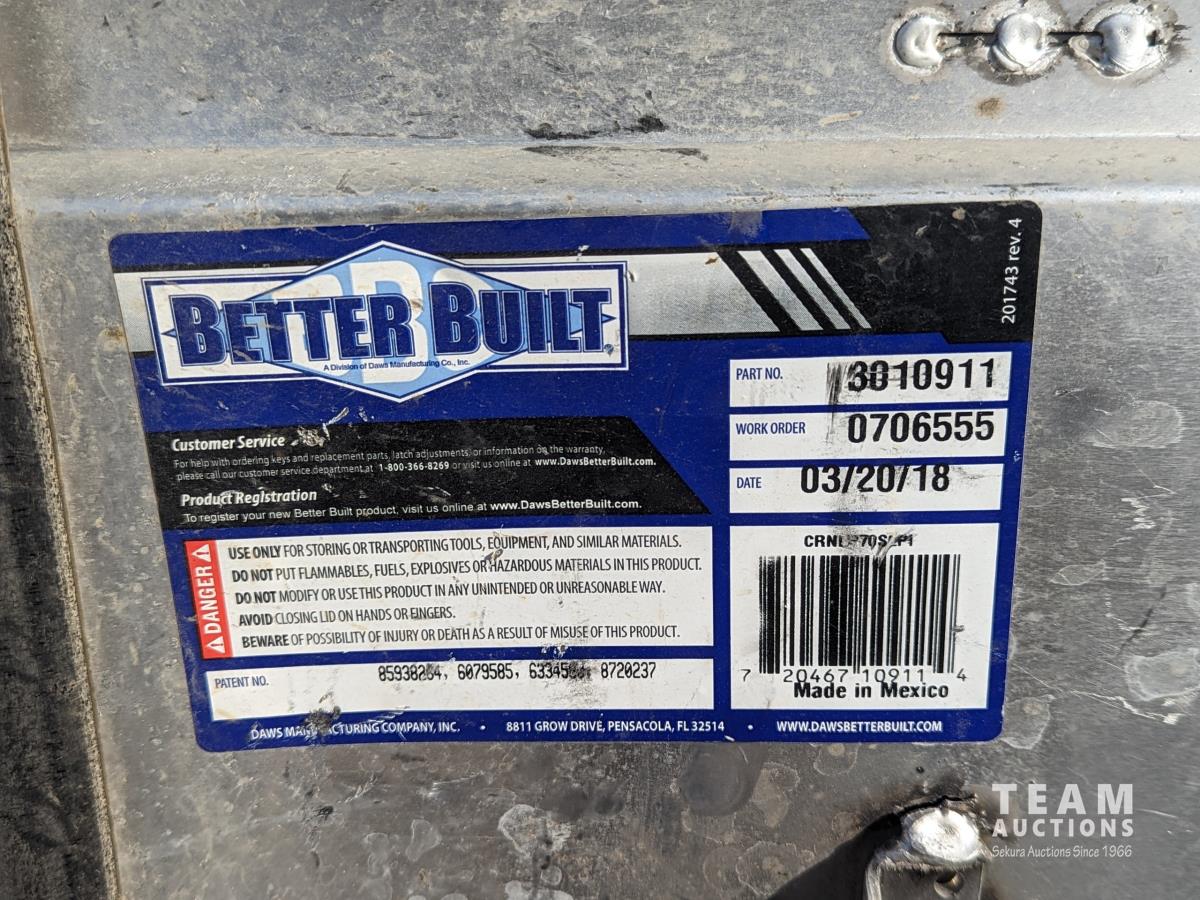 201743 rev. 4
BETTER BUILT
A Division of Daws Manufacturing Co., Inc.
PART NO. 3010911
WORK ORDER 0706555
DATE 03/20/18
Customer Service
For help with ordering keys and replacement parts, latch adjustments, or information on the warranty,
please call our customer service department at 1-800-366-8269 or visit us online at www.DawsBetterBuilt.com.
Product Registration
To register your new Better Built product, visit us online at www.DawsBetterBuilt.com.
DANGER
USE ONLY FOR STORING OR TRANSPORTING TOOLS, EQUIPMENT, AND SIMILAR MATERIALS.
DO NOT PUT FLAMMABLES, FUELS, EXPLOSIVES OR HAZARDOUS MATERIALS IN THIS PRODUCT.
DO NOT MODIFY OR USE THIS PRODUCT IN ANY UNINTENDED OR UNREASONABLE WAY.
AVOID CLOSING LID ON HANDS OR FINGERS.
BEWARE OF POSSIBILITY OF INJURY OR DEATH AS A RESULT OF MISUSE OF THIS PRODUCT.
PATENT NO. 6079585, 8720237
7 20467 10911 4
Made in Mexico
DAWS MANUFACTURING COMPANY, INC. • 8811 GROW DRIVE, PENSACOLA, FL 32514 • WWW.DAWSBETTERBUILT.COM
TEAM
AUCTIONS
Sekura Auctions Since 1966